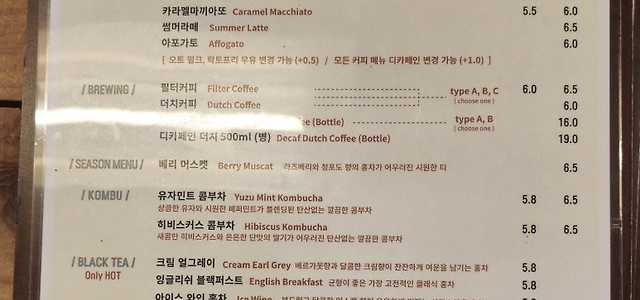 카라멜마끼아또 Caramel Macchiato 5.5 6.0
썸머라떼 Summer Latte 6.5
아포가토 Affogato 6.0
[ 오트 밀크, 락토프리 우유 변경 가능 (+0.5) / 모든 커피 메뉴 디카페인 변경 가능 (+1.0) ]
/ BREWING / 필터커피 Filter Coffee type A, B, C 6.0 6.5
( choose one )
더치커피 Dutch Coffee 6.0
ee (Bottle) type A, B 16.0
( choose one )
디카페인 더치 500ml (병) Decaf Dutch Coffee (Bottle) 19.0
/ SEASON MENU / 베리 머스켓 Berry Muscat 라즈베리와 청포도 향의 홍차가 어우러진 시원한 티 6.5
/ KOMBU / 유자민트 콤부차 Yuzu Mint Kombucha 5.8 6.5
상큼한 유자와 시원한 페퍼민트가 블렌딩된 탄산없는 깔끔한 콤부차
히비스커스 콤부차 Hibiscus Kombucha 5.8 6.5
새콤한 히비스커스와 은은한 단맛의 딸기가 어우러진 탄산없는 깔끔한 콤부차
/ BLACK TEA / 크림 얼그레이 Cream Earl Grey 베르가못향과 달콤한 크림향이 잔잔하게 여운을 남기는 홍차 5.8
Only HOT
잉글리쉬 블랙퍼스트 English Breakfast 균형이 좋은 가장 고전적인 클래식 홍차 5.8
아이스 와인 홍차 Ice Wine 5.8